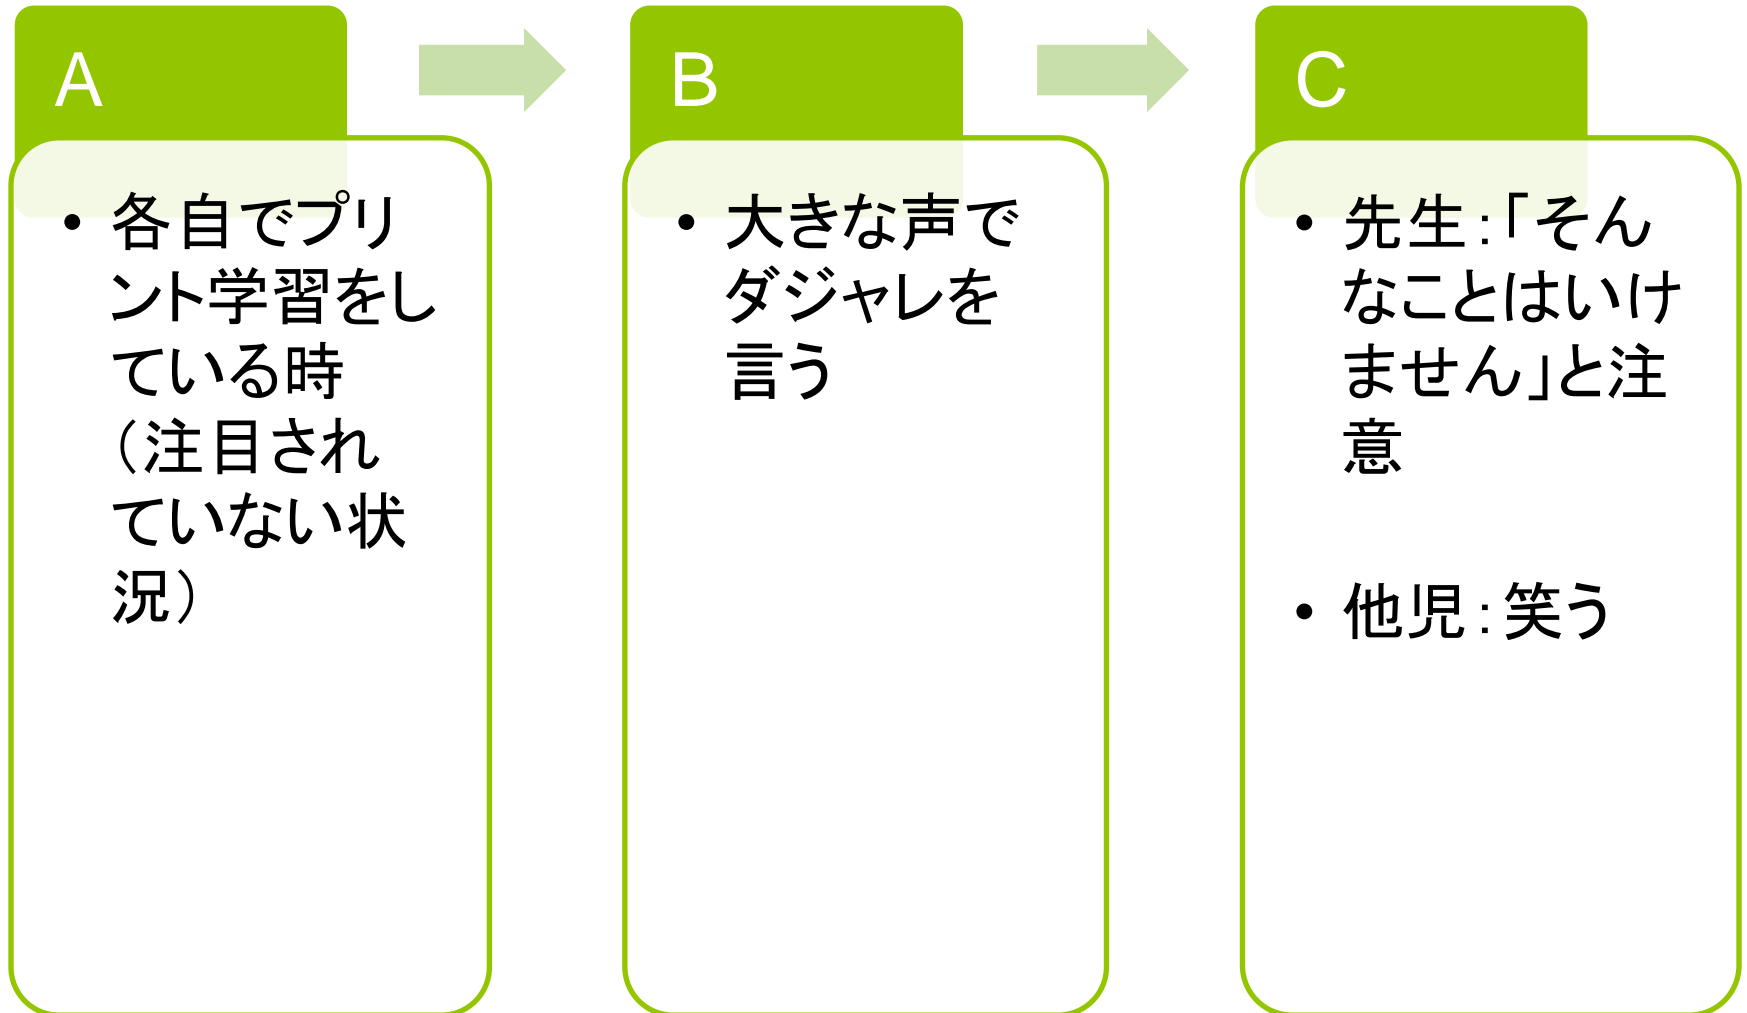 A
• 各自でプリ
ント学習をし
ている時
（注目され
ていない状
況）
B
• 大きな声で
ダジャレを
言う
C
• 先生：「そん
なことはいけ
ません」と注
意
• 他児：笑う